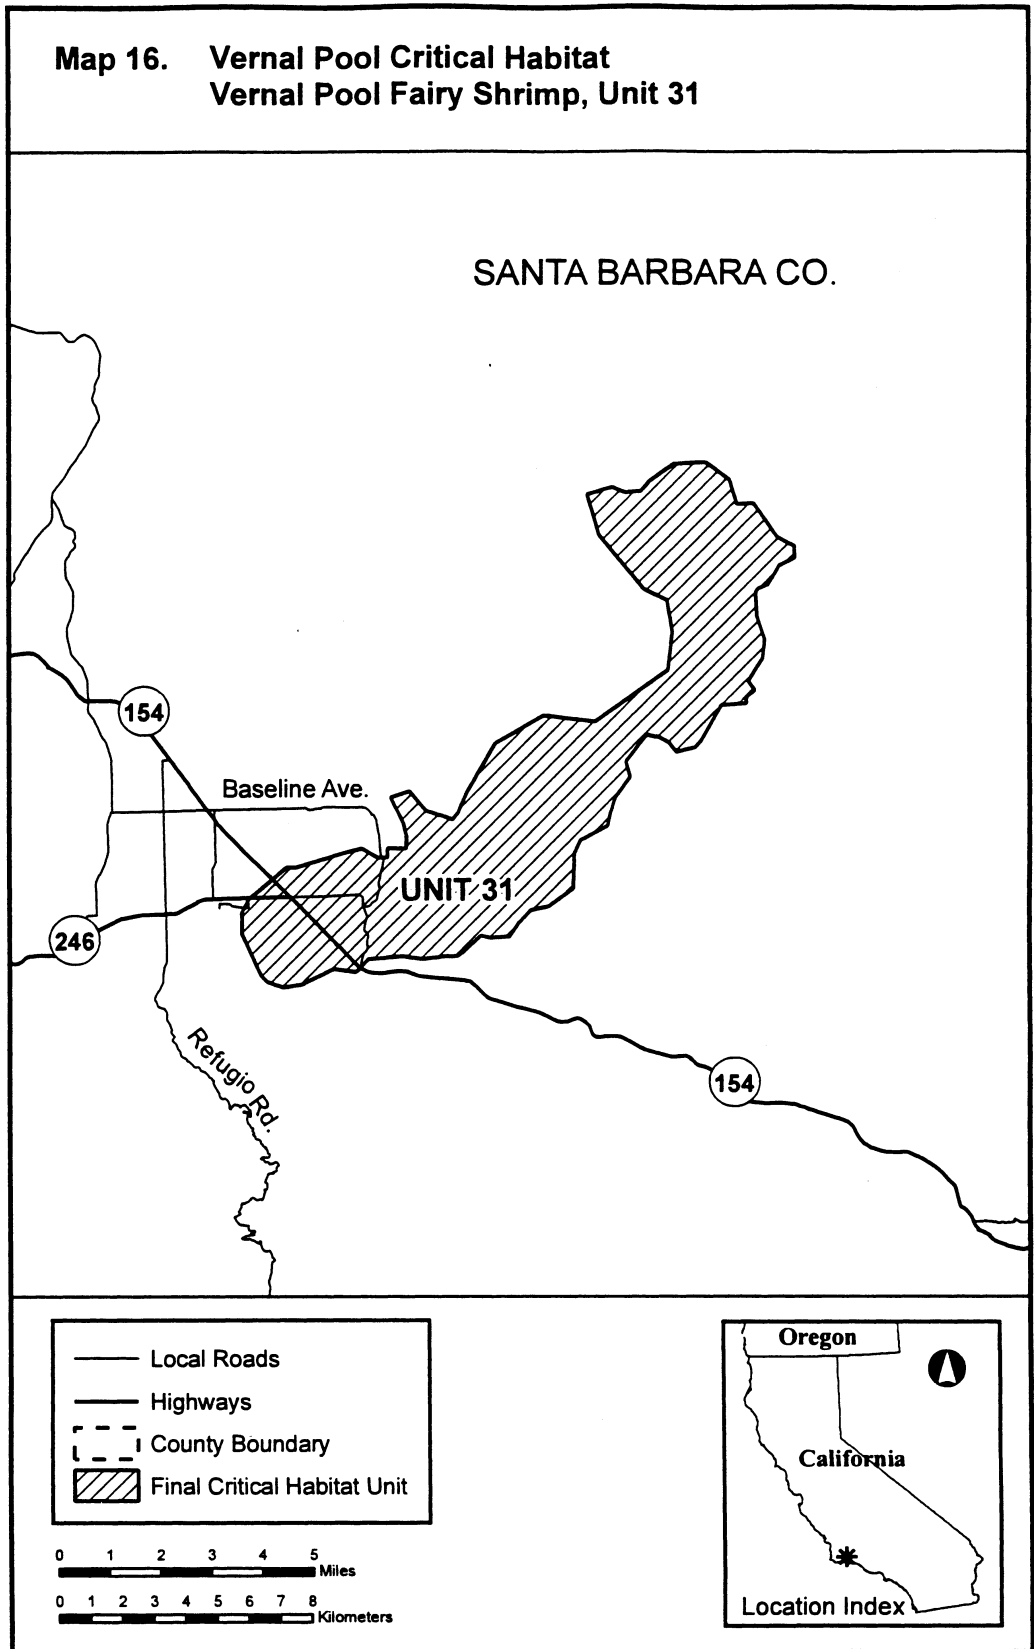 Map 16. Vernal Pool Critical Habitat
Vernal Pool Fairy Shrimp, Unit 31
SANTA BARBARA CO.
154
Baseline Ave.
UNIT 31
246
Refugio Rd.
154
Local Roads
Highways
County Boundary
Final Critical Habitat Unit
0 1 2 3 4 5
Miles
0 1 2 3 4 5 6 7 8
Kilometers
Oregon
California
Location Index